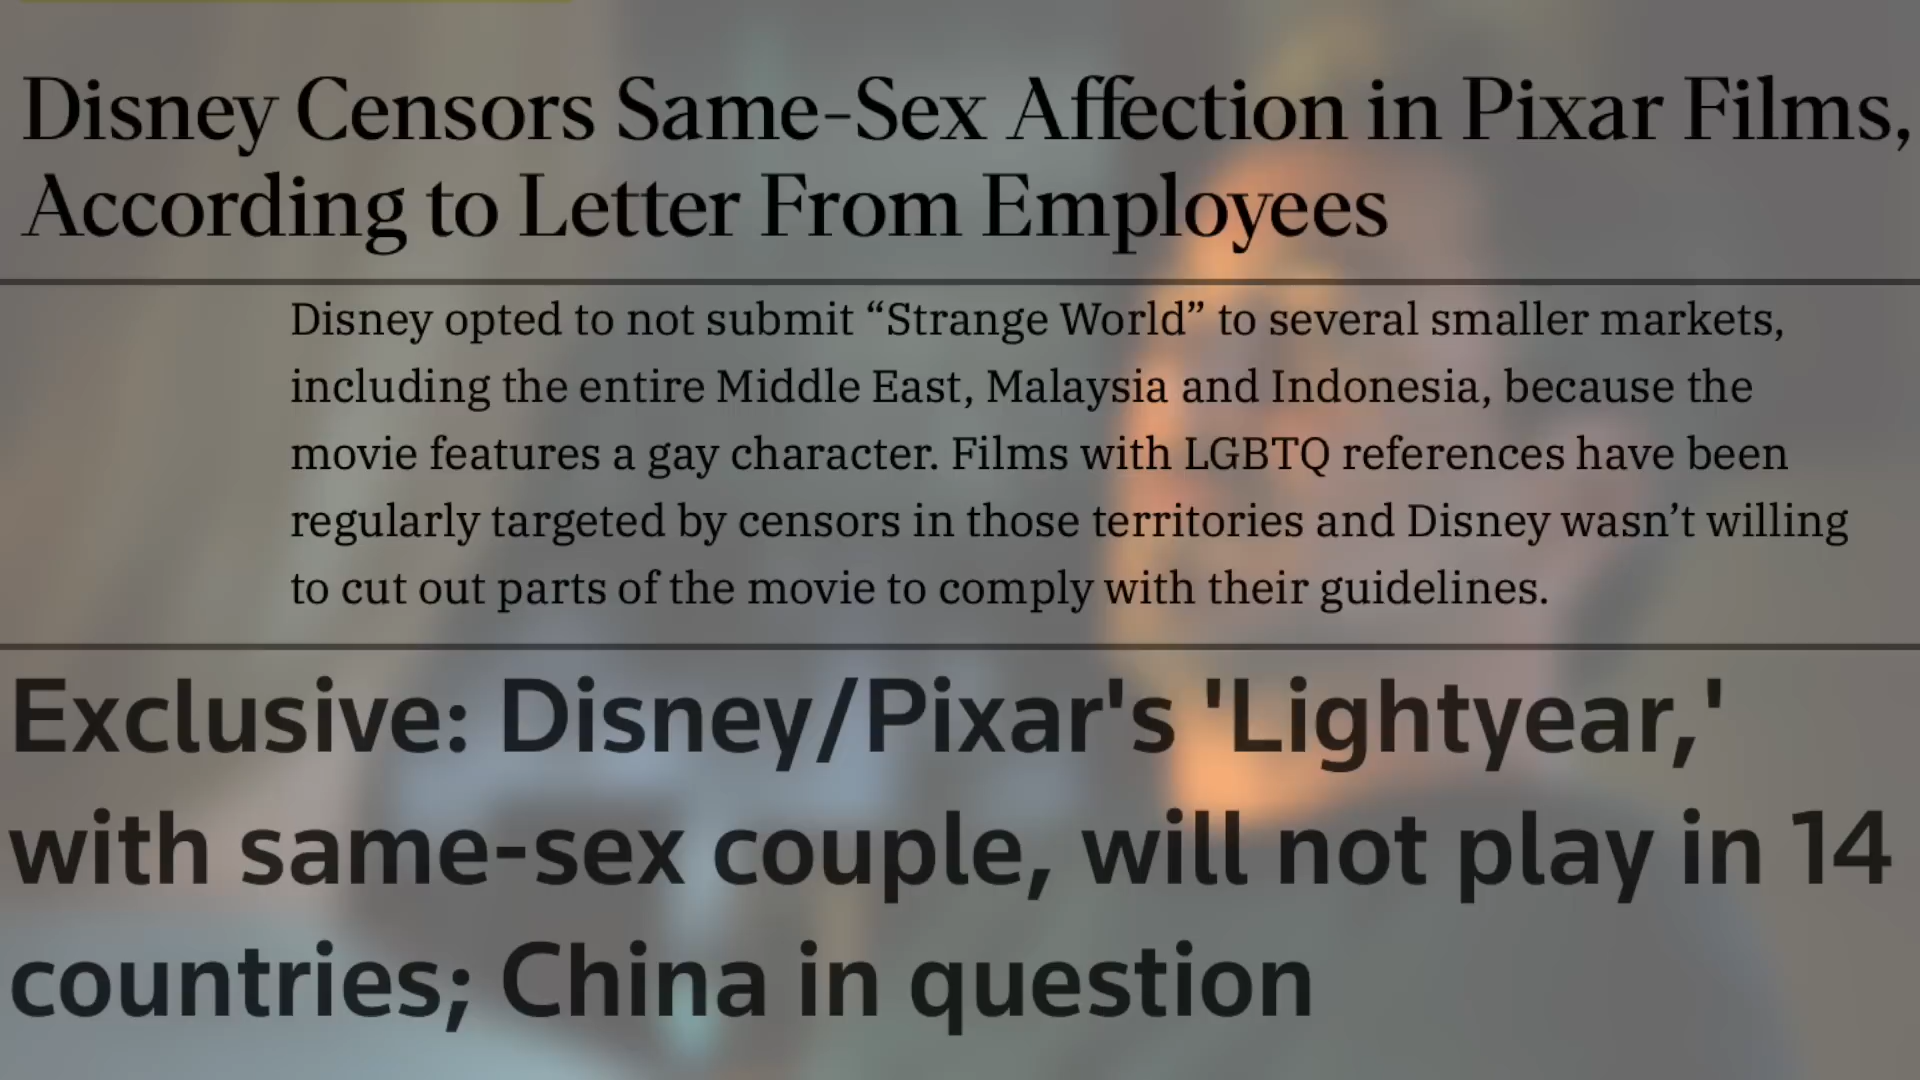 Disney Censors Same-Sex Affection in Pixar Films,
According to Letter From Employees
Disney opted to not submit “Strange World” to several smaller markets,
including the entire Middle East, Malaysia and Indonesia, because the
movie features a gay character. Films with LGBTQ references have been
regularly targeted by censors in those territories and Disney wasn’t willing
to cut out parts of the movie to comply with their guidelines.
Exclusive: Disney/Pixar's 'Lightyear,'
with same-sex couple, will not play in 14
countries; China in question